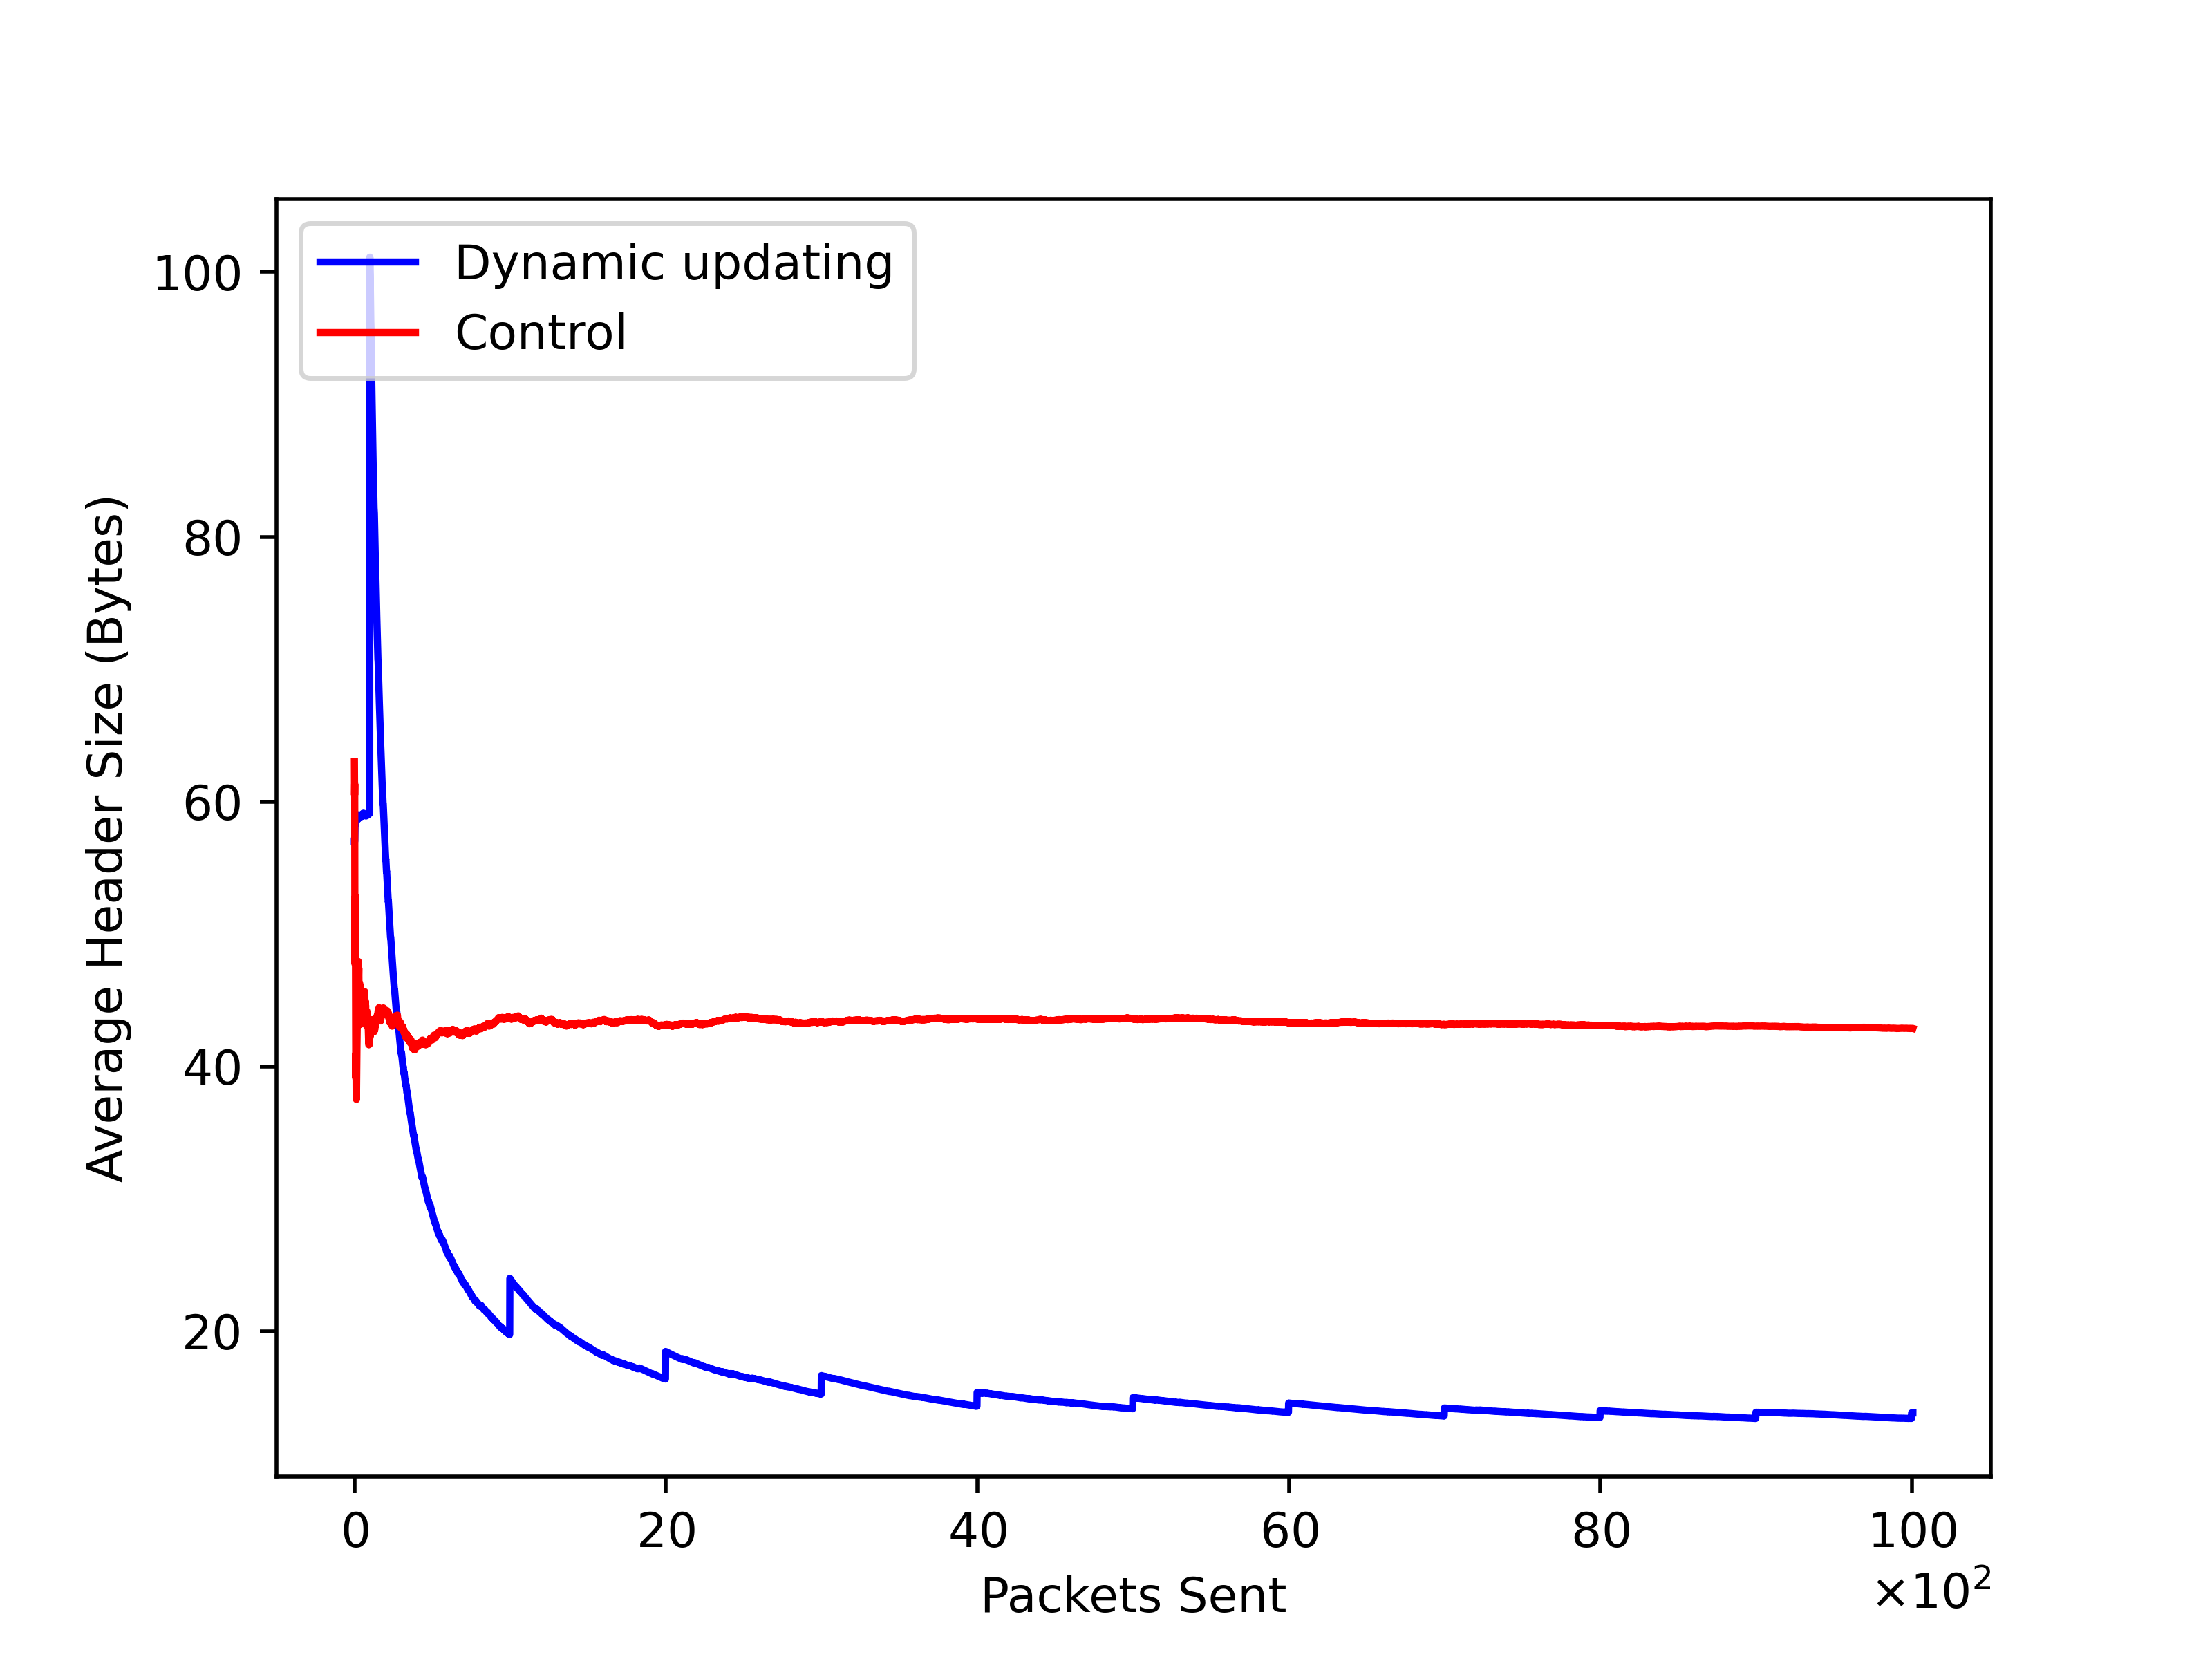 Dynamic updating
Control
100
80
60
40
20
Average Header Size (Bytes)
0 20 40 60 80 100
Packets Sent
×10²